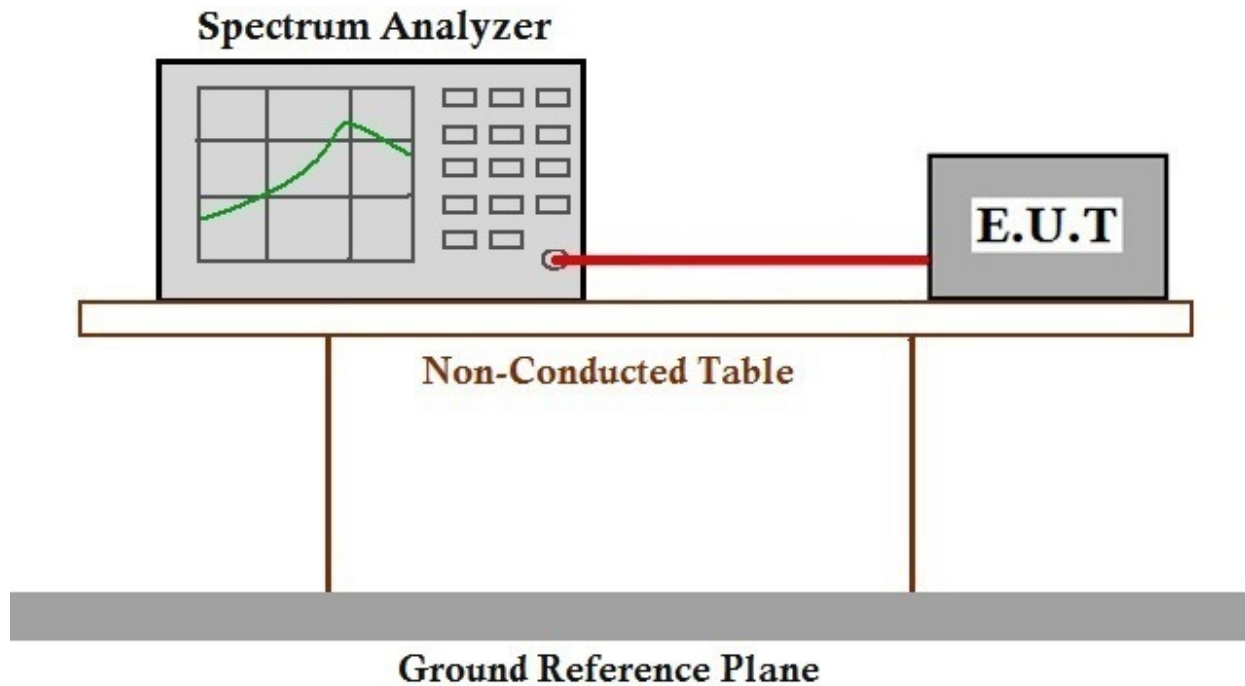 Spectrum Analyzer
E.U.T
Non-Conducted Table
Ground Reference Plane